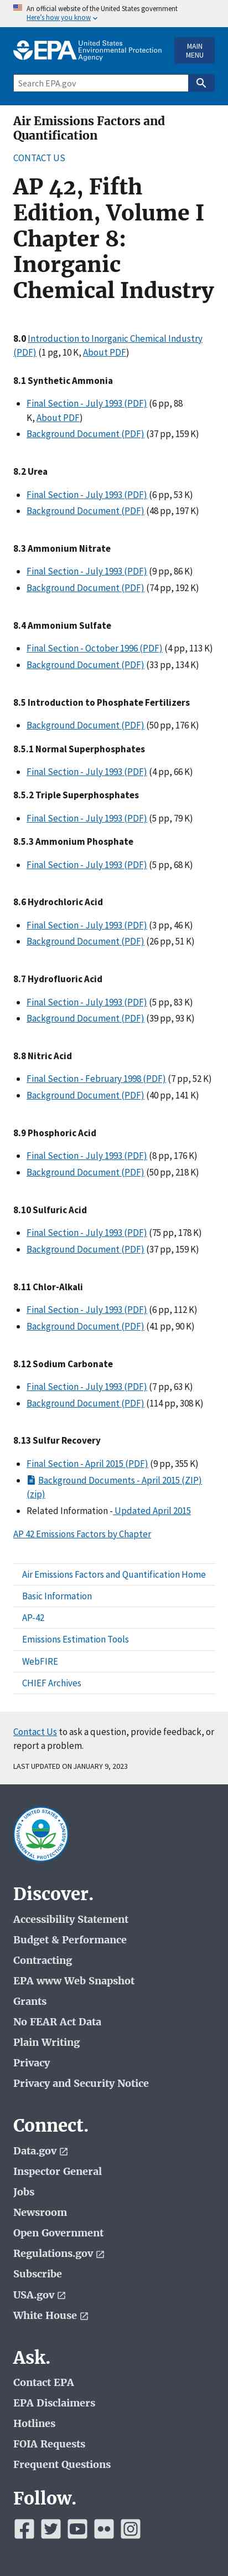 An official website of the United States government
Here's how you know
EPA United States Environmental Protection Agency
MAIN MENU
Search EPA.gov
Air Emissions Factors and
Quantification
CONTACT US
AP 42, Fifth
Edition, Volume I
Chapter 8:
Inorganic
Chemical Industry
8.0 Introduction to Inorganic Chemical Industry
(PDF) (1 pg, 10 K, About PDF)
8.1 Synthetic Ammonia
Final Section - July 1993 (PDF) (6 pp, 88
K, About PDF)
Background Document (PDF) (37 pp, 159 K)
8.2 Urea
Final Section - July 1993 (PDF) (6 pp, 53 K)
Background Document (PDF) (48 pp, 197 K)
8.3 Ammonium Nitrate
Final Section - July 1993 (PDF) (9 pp, 86 K)
Background Document (PDF) (74 pp, 192 K)
8.4 Ammonium Sulfate
Final Section - October 1996 (PDF) (4 pp, 113 K)
Background Document (PDF) (33 pp, 134 K)
8.5 Introduction to Phosphate Fertilizers
Background Document (PDF) (50 pp, 176 K)
8.5.1 Normal Superphosphates
Final Section - July 1993 (PDF) (4 pp, 66 K)
8.5.2 Triple Superphosphates
Final Section - July 1993 (PDF) (5 pp, 79 K)
8.5.3 Ammonium Phosphate
Final Section - July 1993 (PDF) (5 pp, 68 K)
8.6 Hydrochloric Acid
Final Section - July 1993 (PDF) (3 pp, 46 K)
Background Document (PDF) (26 pp, 51 K)
8.7 Hydrofluoric Acid
Final Section - July 1993 (PDF) (5 pp, 83 K)
Background Document (PDF) (39 pp, 93 K)
8.8 Nitric Acid
Final Section - February 1998 (PDF) (7 pp, 52 K)
Background Document (PDF) (40 pp, 141 K)
8.9 Phosphoric Acid
Final Section - July 1993 (PDF) (8 pp, 176 K)
Background Document (PDF) (50 pp, 218 K)
8.10 Sulfuric Acid
Final Section - July 1993 (PDF) (75 pp, 178 K)
Background Document (PDF) (37 pp, 159 K)
8.11 Chlor-Alkali
Final Section - July 1993 (PDF) (6 pp, 112 K)
Background Document (PDF) (41 pp, 90 K)
8.12 Sodium Carbonate
Final Section - July 1993 (PDF) (7 pp, 63 K)
Background Document (PDF) (114 pp, 308 K)
8.13 Sulfur Recovery
Final Section - April 2015 (PDF) (9 pp, 355 K)
Background Documents - April 2015 (ZIP)
(zip)
Related Information - Updated April 2015
AP 42 Emissions Factors by Chapter
Air Emissions Factors and Quantification Home
Basic Information
AP-42
Emissions Estimation Tools
WebFIRE
CHIEF Archives
Contact Us to ask a question, provide feedback, or
report a problem.
LAST UPDATED ON JANUARY 9, 2023
Discover.
Accessibility Statement
Budget & Performance
Contracting
EPA www Web Snapshot
Grants
No FEAR Act Data
Plain Writing
Privacy
Privacy and Security Notice
Connect.
Data.gov
Inspector General
Jobs
Newsroom
Open Government
Regulations.gov
Subscribe
USA.gov
White House
Ask.
Contact EPA
EPA Disclaimers
Hotlines
FOIA Requests
Frequent Questions
Follow.